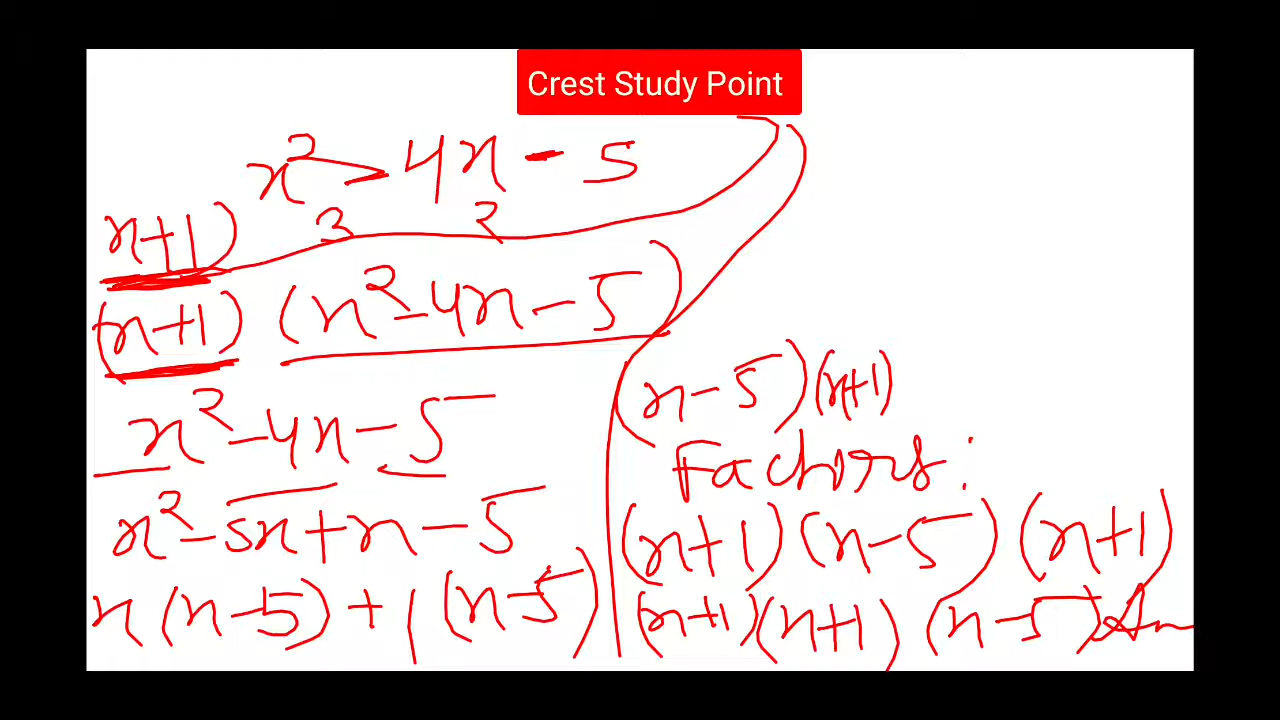 Crest Study Point
x² - 4x - 5
x+1)
3 2
(x+1) (x² - 4x - 5)
x² - 4x - 5
x² - 5x + x - 5
x(x-5) + 1(x-5)
(x-5)(x+1)
Factors:
(x+1)(x-5)(x+1)
(x+1)(x+1)(x-5) An